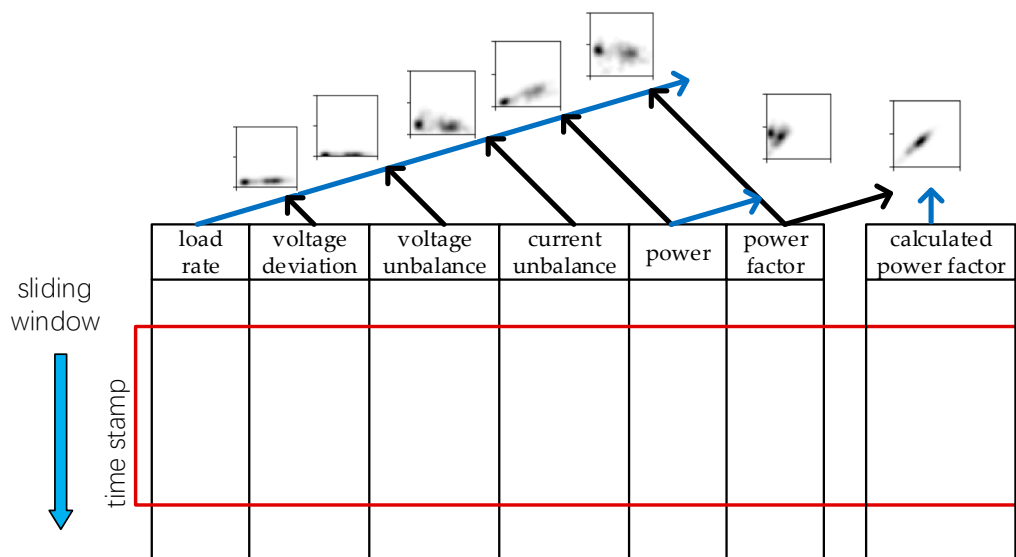 load
rate
voltage
deviation
voltage
unbalance
current
unbalance
power
power
factor
calculated
power factor
sliding
window
time stamp